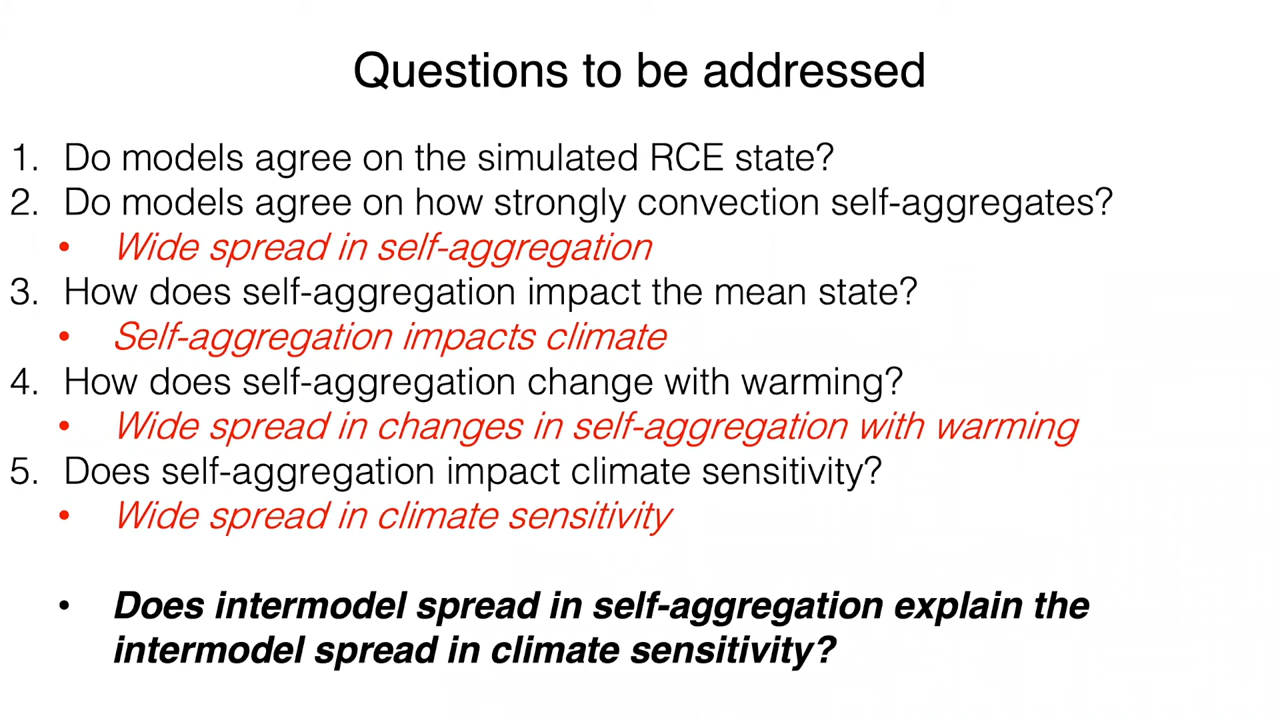 Questions to be addressed
1. Do models agree on the simulated RCE state?
2. Do models agree on how strongly convection self-aggregates?
• Wide spread in self-aggregation
3. How does self-aggregation impact the mean state?
• Self-aggregation impacts climate
4. How does self-aggregation change with warming?
• Wide spread in changes in self-aggregation with warming
5. Does self-aggregation impact climate sensitivity?
• Wide spread in climate sensitivity
• Does intermodel spread in self-aggregation explain the
intermodel spread in climate sensitivity?